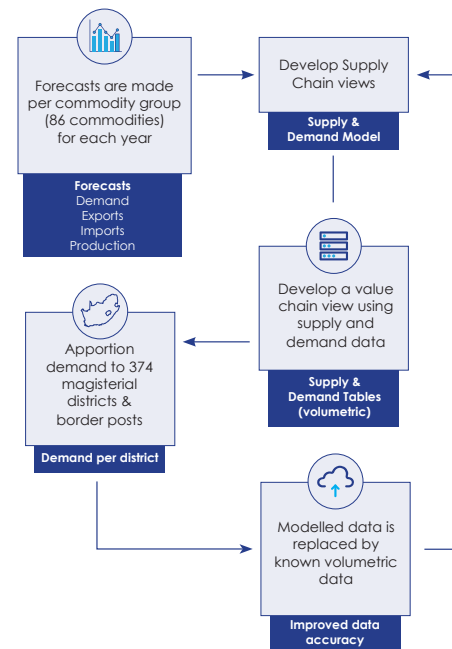 Forecasts are made
per commodity group
(86 commodities)
for each year
Forecasts
Demand
Exports
Imports
Production
Develop Supply
Chain views
Supply &
Demand Model
Develop a value
chain view using
supply and
demand data
Supply &
Demand Tables
(volumetric)
Apportion
demand to 374
magisterial
districts &
border posts
Demand per district
Modelled data is
replaced by
known volumetric
data
Improved data
accuracy